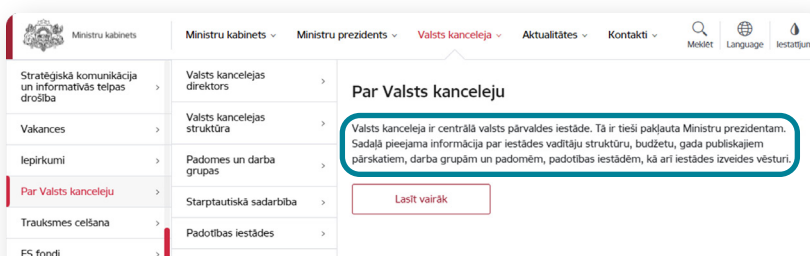 Ministru kabinets
Ministru kabinets
Ministru prezidents
Valsts kanceleja
Aktualitātes
Kontakti
Meklēt
Language
Iestatījum
Stratēģiskā komunikācija
un informatīvās telpas
drošība
Vakances
Iepirkumi
Par Valsts kanceleju
Trauksmes celšana
ES fondi
Valsts kancelejas
direktors
Valsts kancelejas
struktūra
Padomes un darba
grupas
Starptautiskā sadarbība
Padotības iestādes
Par Valsts kanceleju
Valsts kanceleja ir centrālā valsts pārvaldes iestāde. Tā ir tieši pakļauta Ministru prezidentam.
Sadaļā pieejama informācija par iestādes vadītāju struktūru, budžetu, gada publiskajiem
pārskatiem, darba grupām un padomēm, padotības iestādēm, kā arī iestādes izveides vēsturi.
Lasīt vairāk